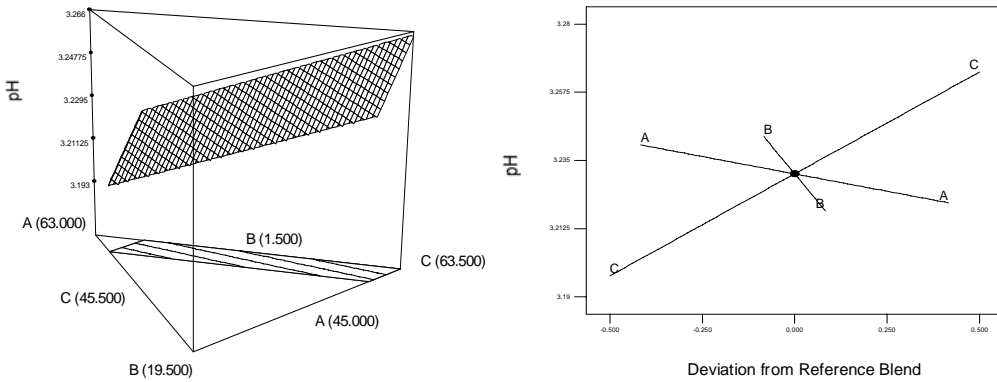 3.266
3.24775
3.2295
3.21125
3.193
pH
A (63.000)
B (1.500)
C (63.500)
C (45.500)
A (45.000)
B (19.500)
3.28
3.2575
3.235
3.2125
3.19
pH
C
B
A
B
A
C
-0.500
-0.250
0.000
0.250
0.500
Deviation from Reference Blend